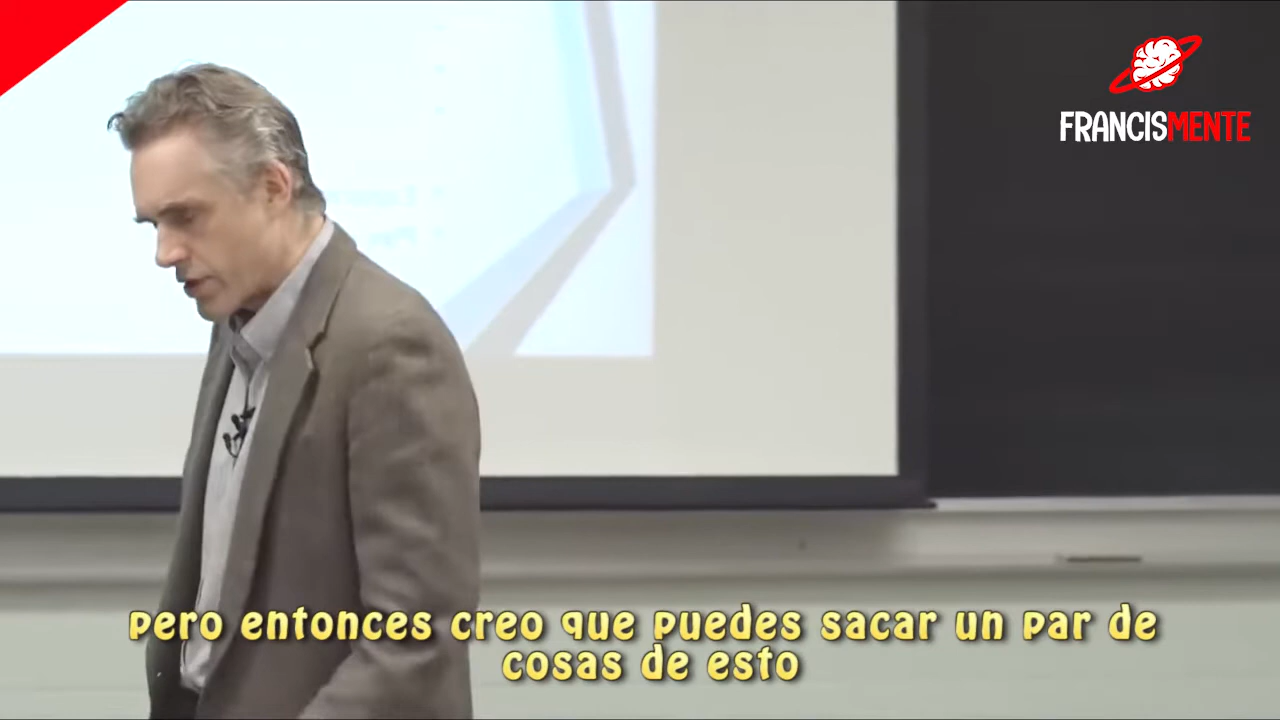 FRANCISMENTE
pero entonces creo que puedes sacar un par de
cosas de esto